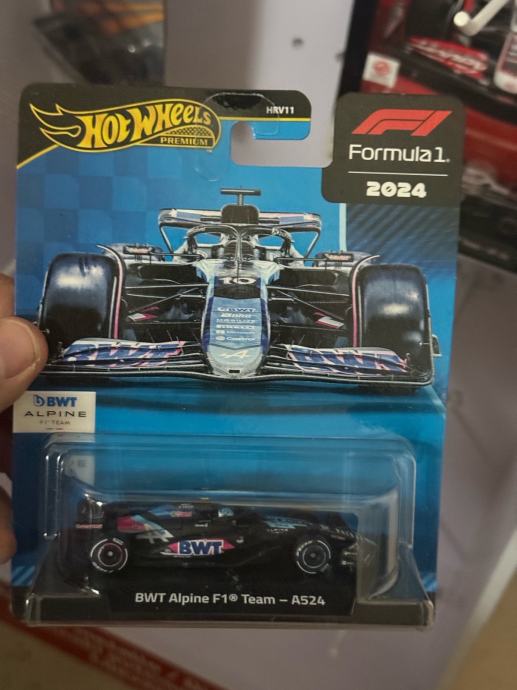 HOT WHEELS
PREMIUM
HRV11
F1
Formula 1®
2024
10
BWT
BWT
BWT
ALPINE
F1® TEAM
BWT
BWT Alpine F1® Team – A524